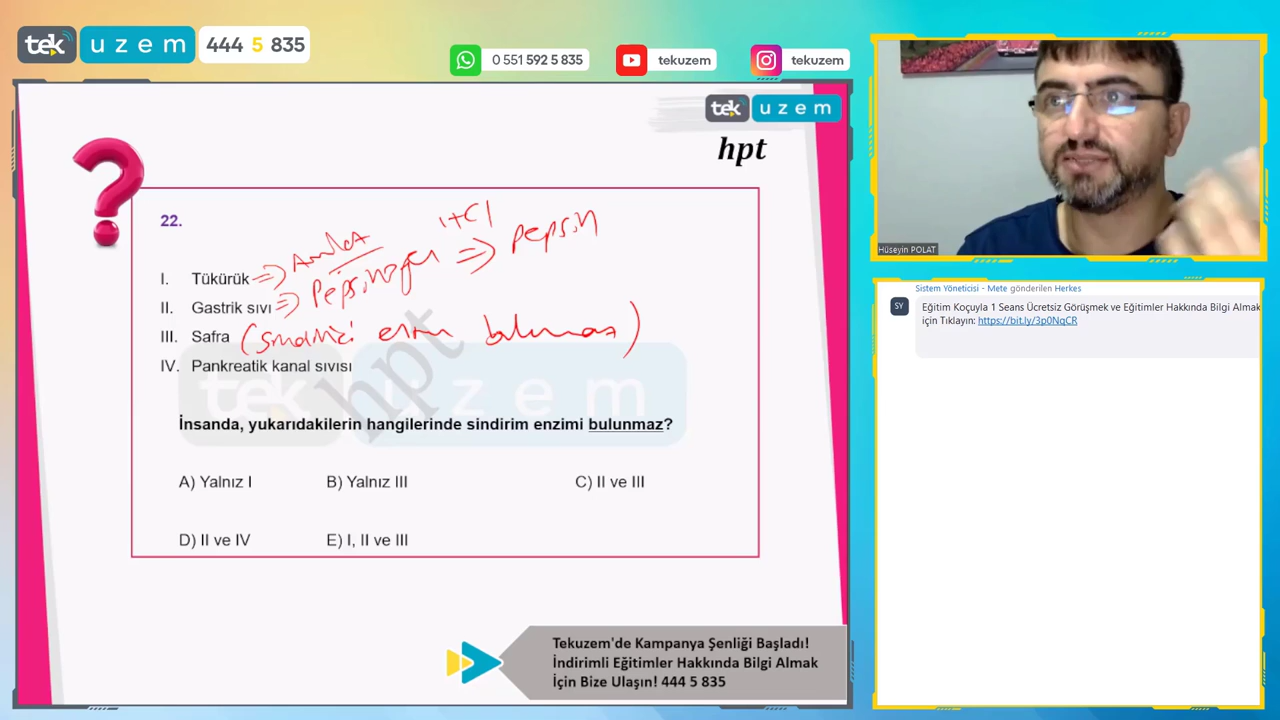 tek uzem 444 5 835
0 551 592 5 835
tekuzem
tekuzem
tek uzem
hpt
22.
I. Tükürük => Amilaz
II. Gastrik sıvı => Pepsinojen => pepsin
HCl
III. Safra ( enzim bulunmaz )
IV. Pankreatik kanal sıvısı
hpt
tek uzem
İnsanda, yukarıdakilerin hangilerinde sindirim enzimi bulunmaz?
A) Yalnız I B) Yalnız III C) II ve III
D) II ve IV E) I, II ve III
Tekuzem'de Kampanya Şenliği Başladı!
İndirimli Eğitimler Hakkında Bilgi Almak
İçin Bize Ulaşın! 444 5 835
Hüseyin POLAT
Sistem Yöneticisi - Mete gönderilen Herkes
SY
Eğitim Koçuyla 1 Seans Ücretsiz Görüşmek ve Eğitimler Hakkında Bilgi Almak
için Tıklayın: https://bit.ly/3p0NqCR